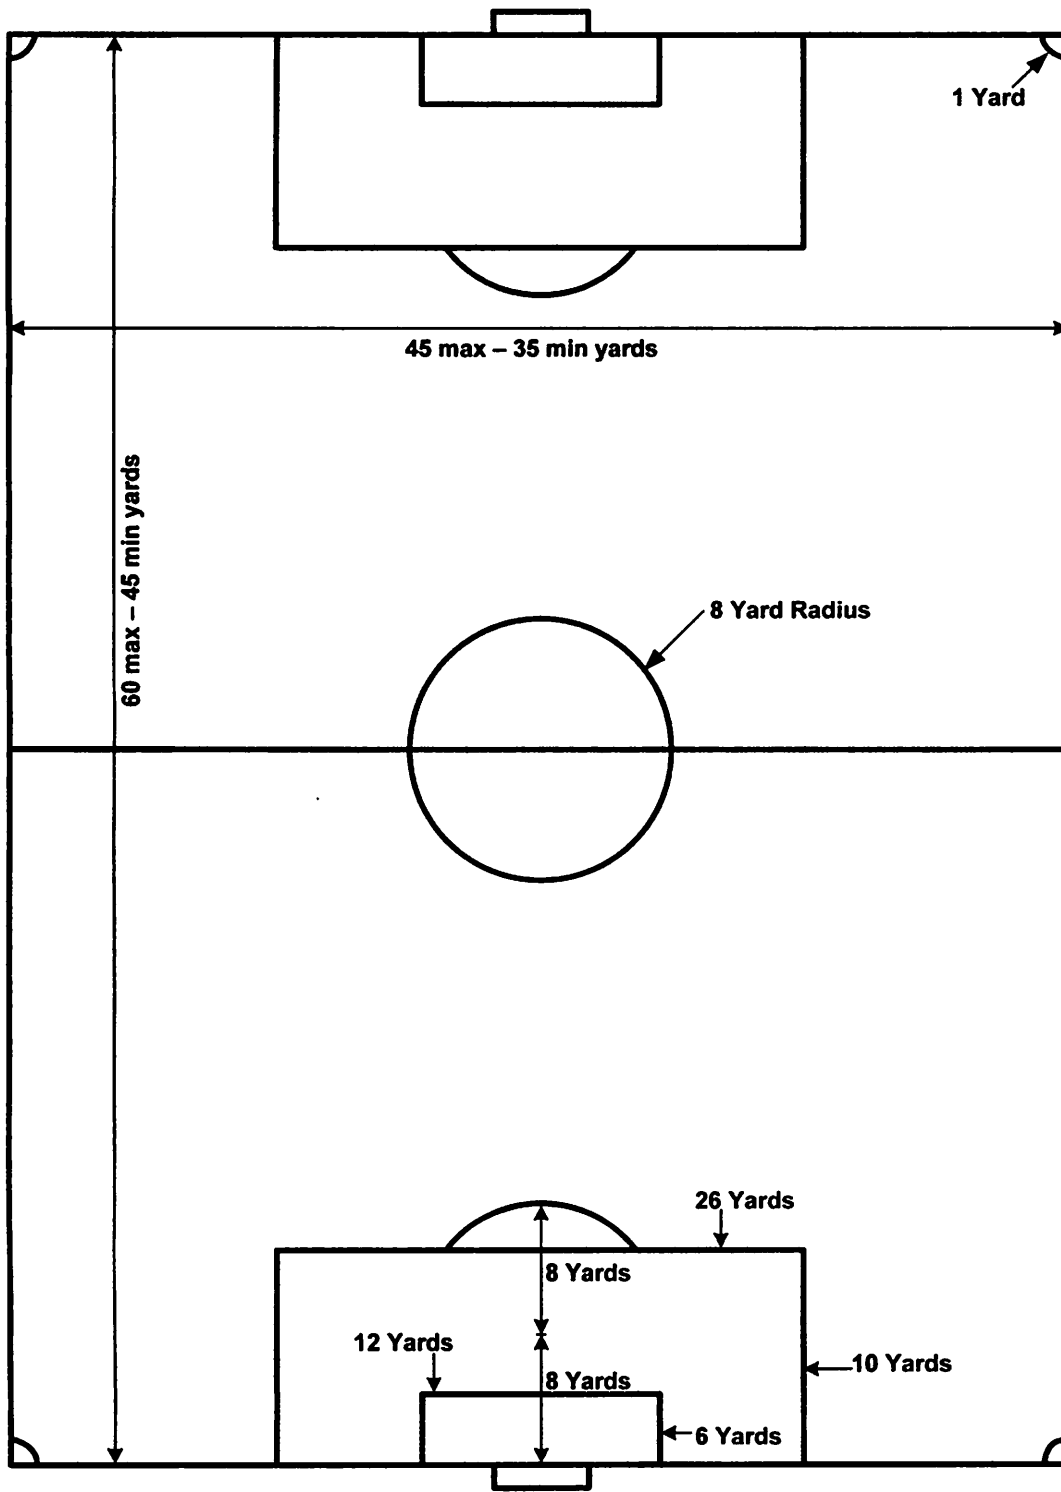 1 Yard
45 max – 35 min yards
60 max – 45 min yards
8 Yard Radius
26 Yards
8 Yards
12 Yards
10 Yards
8 Yards
6 Yards